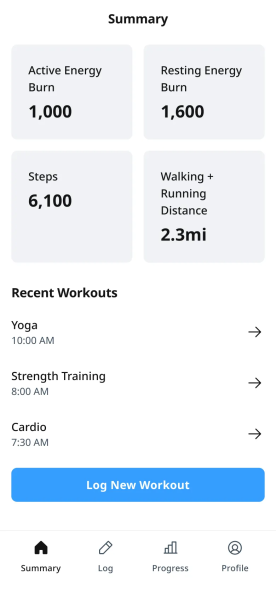 Summary
Active Energy
Burn
1,000
Resting Energy
Burn
1,600
Steps
6,100
Walking +
Running
Distance
2.3mi
Recent Workouts
Yoga
10:00 AM
Strength Training
8:00 AM
Cardio
7:30 AM
Log New Workout
Summary
Log
Progress
Profile